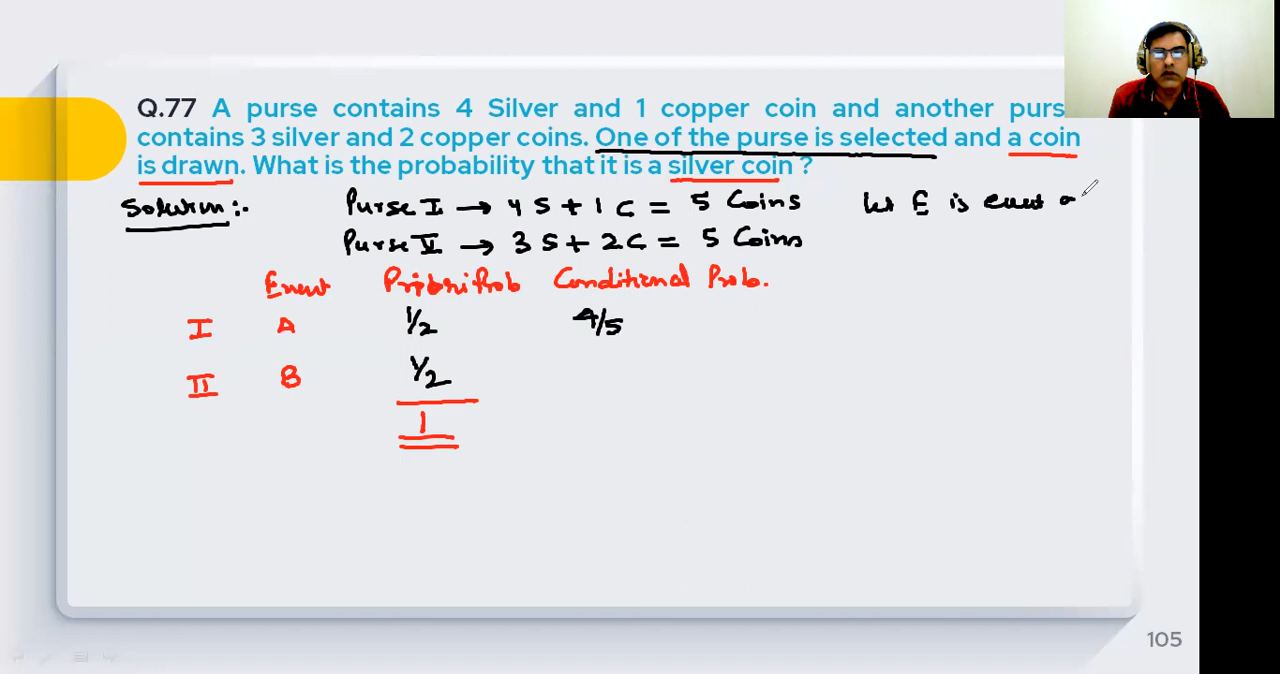 Q.77 A purse contains 4 Silver and 1 copper coin and another purs
contains 3 silver and 2 copper coins. One of the purse is selected and a coin
is drawn. What is the probability that it is a silver coin ?
Solution:. Purse I → 4 S + 1 C = 5 Coins let E is event o
Purse II → 3 S + 2C = 5 Coins
Event Prob Conditional Prob.
I A 1/2 4/5
II B 1/2
1
105